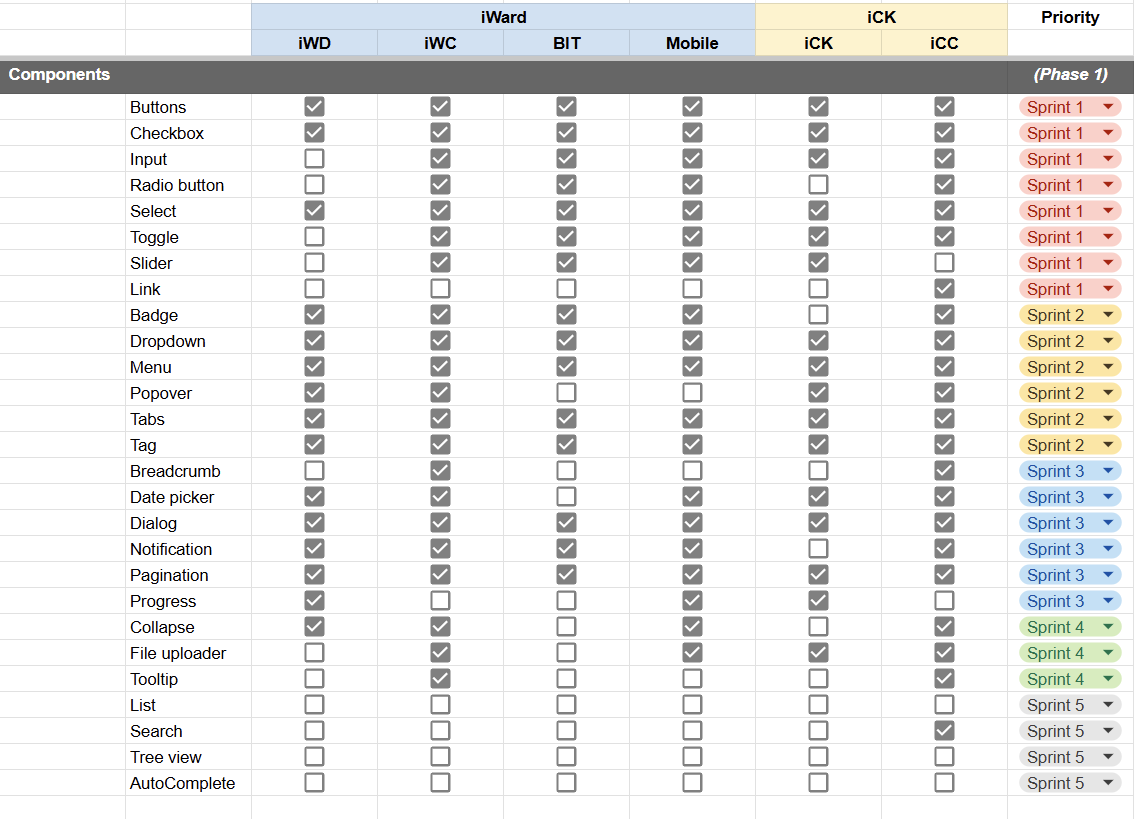 iWard iCK Priority
iWD iWC BIT Mobile iCK iCC
Components (Phase 1)
Buttons Sprint 1
Checkbox Sprint 1
Input Sprint 1
Radio button Sprint 1
Select Sprint 1
Toggle Sprint 1
Slider Sprint 1
Link Sprint 1
Badge Sprint 2
Dropdown Sprint 2
Menu Sprint 2
Popover Sprint 2
Tabs Sprint 2
Tag Sprint 2
Breadcrumb Sprint 3
Date picker Sprint 3
Dialog Sprint 3
Notification Sprint 3
Pagination Sprint 3
Progress Sprint 3
Collapse Sprint 4
File uploader Sprint 4
Tooltip Sprint 4
List Sprint 5
Search Sprint 5
Tree view Sprint 5
AutoComplete Sprint 5